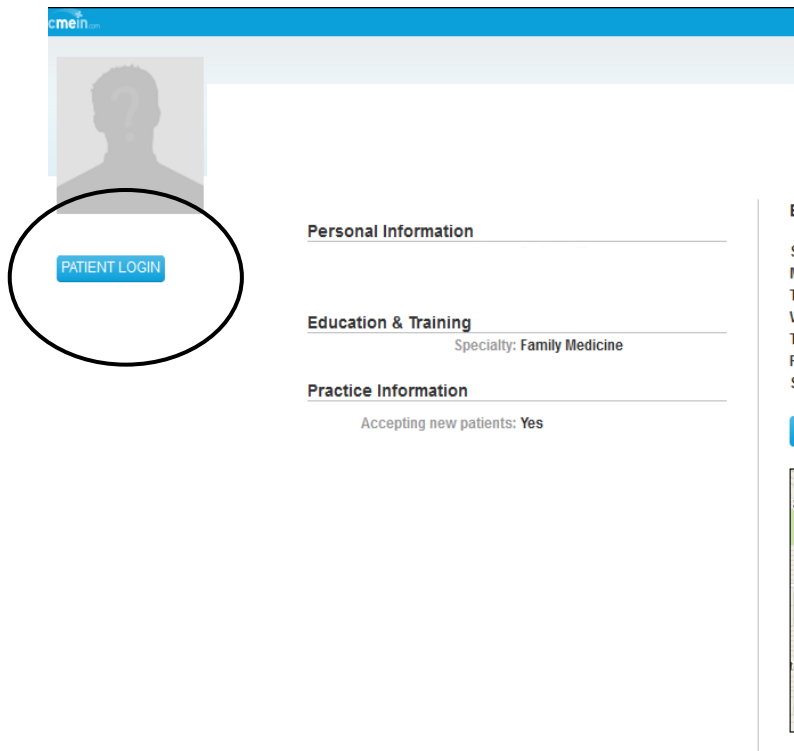 cmein.com
PATIENT LOGIN
Personal Information
Education & Training
Specialty: Family Medicine
Practice Information
Accepting new patients: Yes